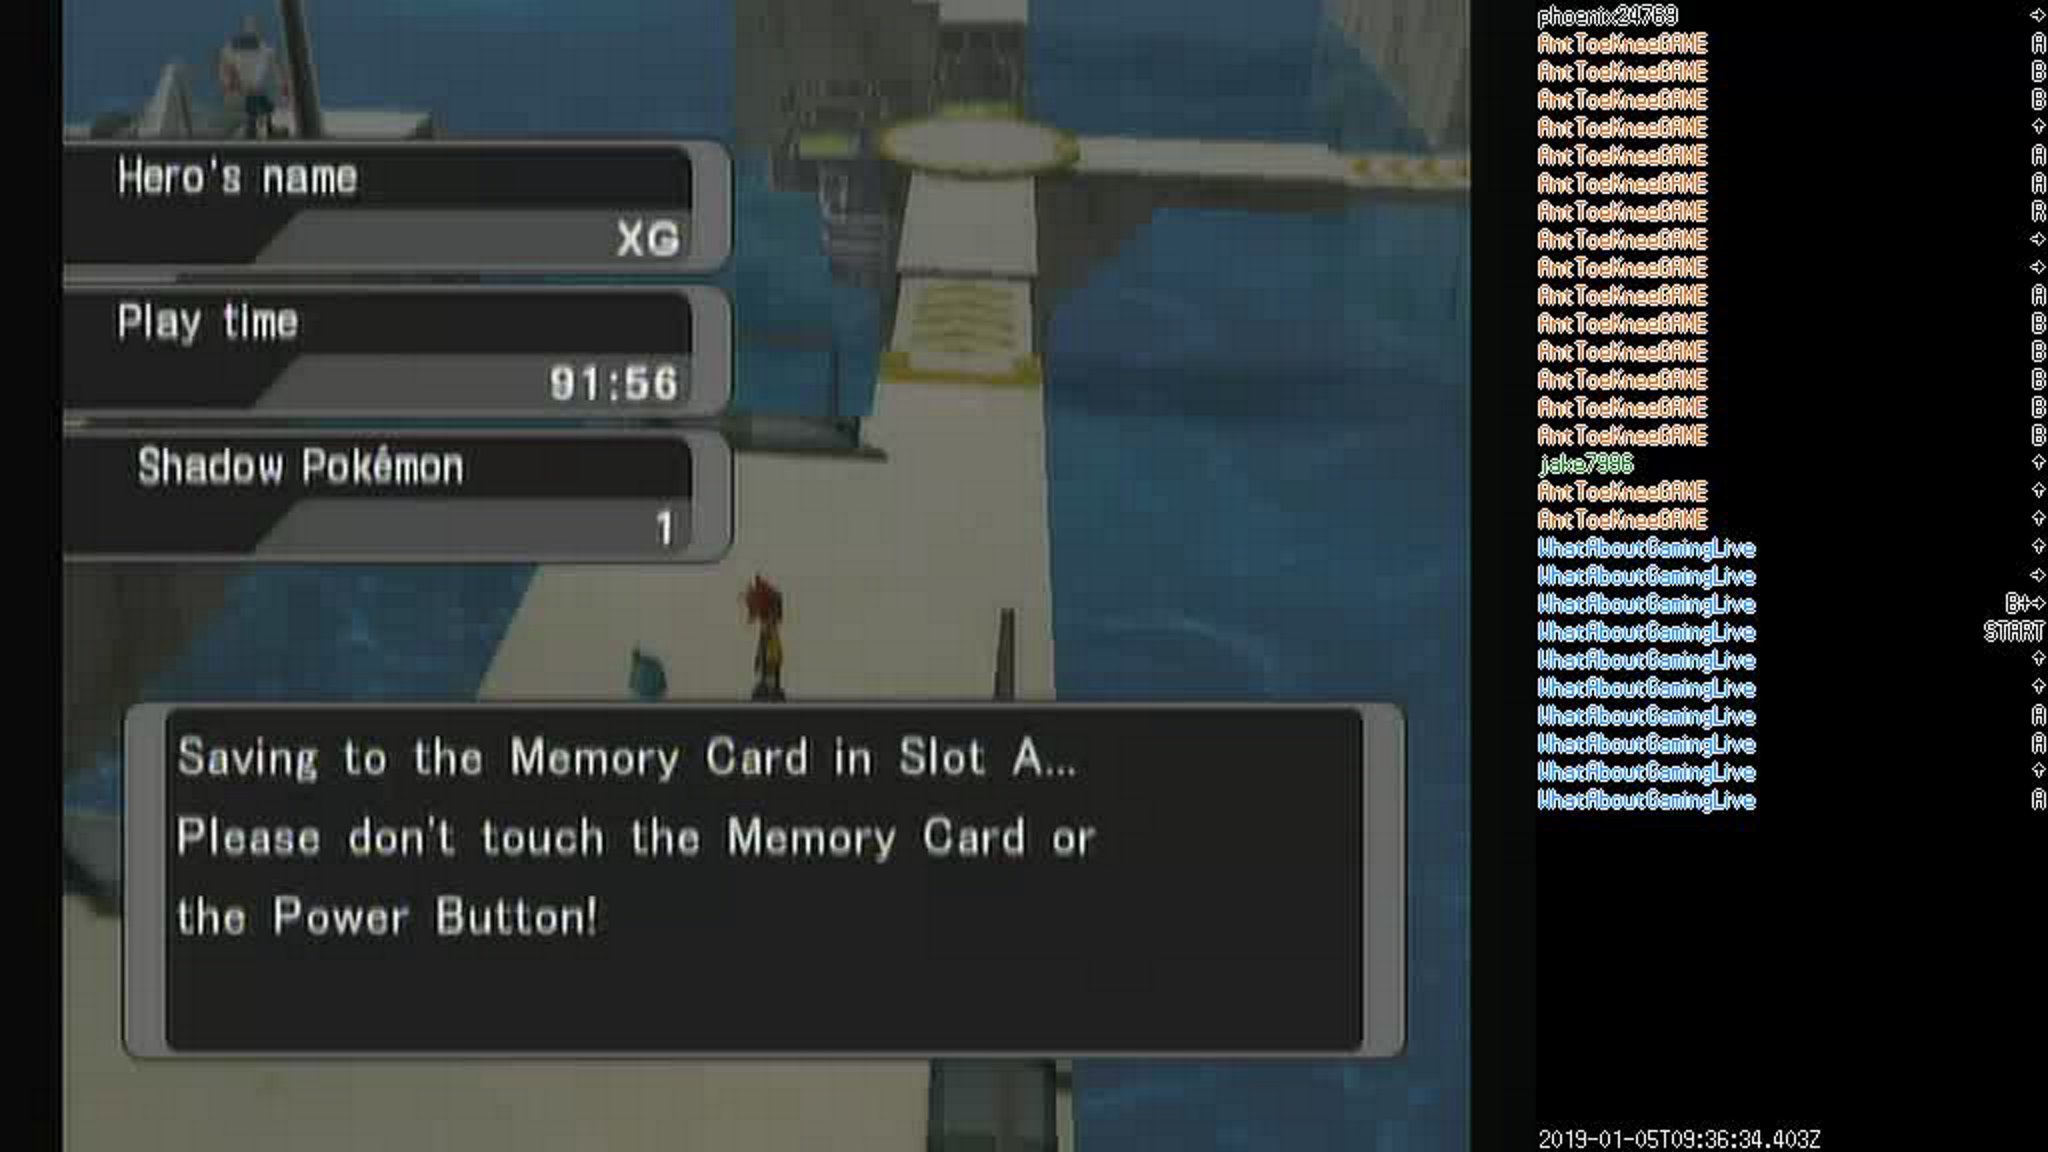 Hero's name
XG
Play time
91:56
Shadow Pokémon
1
Saving to the Memory Card in Slot A...
Please don't touch the Memory Card or
the Power Button!
phoenix24769 ➩
AntToeKneeGAME A
AntToeKneeGAME B
AntToeKneeGAME B
AntToeKneeGAME ⇧
AntToeKneeGAME A
AntToeKneeGAME A
AntToeKneeGAME R
AntToeKneeGAME ➩
AntToeKneeGAME ➩
AntToeKneeGAME A
AntToeKneeGAME B
AntToeKneeGAME B
AntToeKneeGAME B
AntToeKneeGAME B
AntToeKneeGAME B
jake7996 ⇧
AntToeKneeGAME ⇧
AntToeKneeGAME ⇧
WhatAboutGamingLive ⇧
WhatAboutGamingLive ➩
WhatAboutGamingLive B+➩
WhatAboutGamingLive START
WhatAboutGamingLive ⇧
WhatAboutGamingLive ⇧
WhatAboutGamingLive A
WhatAboutGamingLive A
WhatAboutGamingLive ⇧
WhatAboutGamingLive A
2019-01-05T09:36:34.403Z